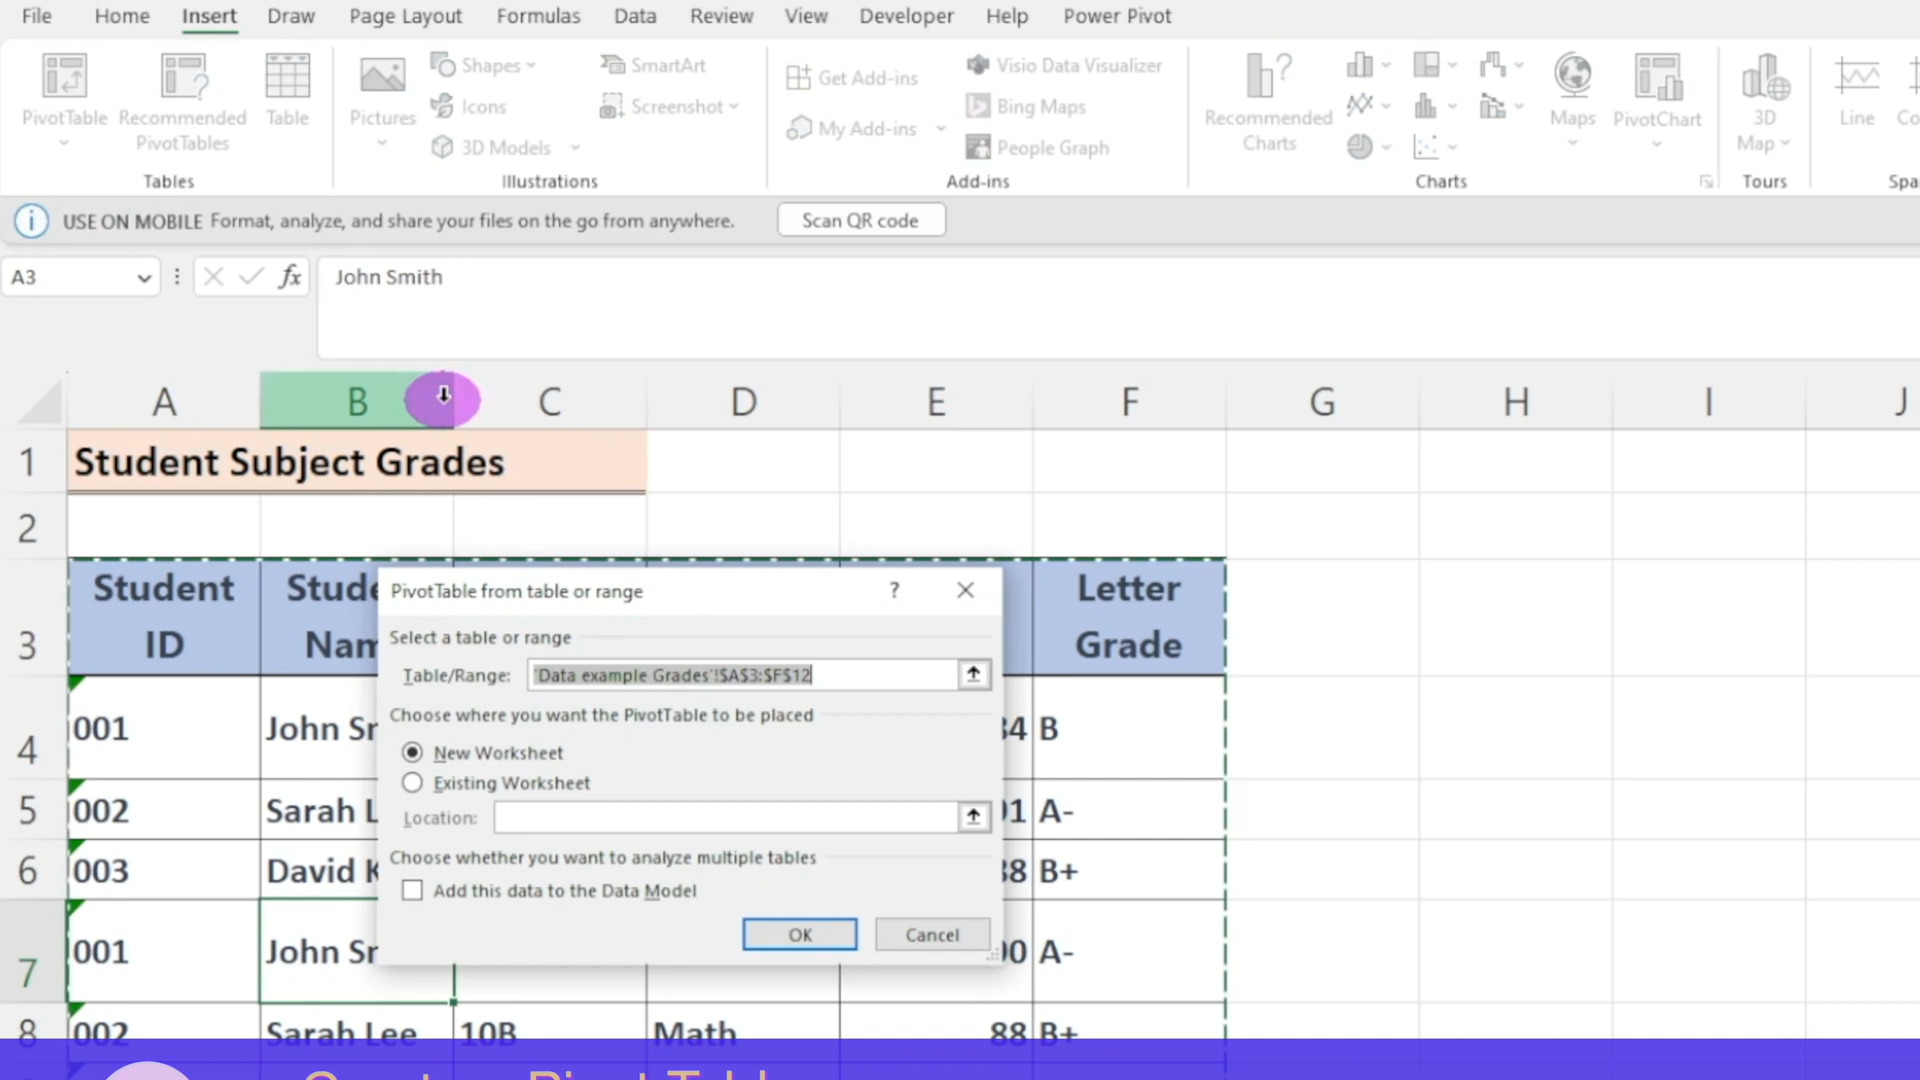 File Home Insert Draw Page Layout Formulas Data Review View Developer Help Power Pivot
PivotTable
Recommended PivotTables
Table
Tables
Pictures
Shapes
Icons
3D Models
SmartArt
Screenshot
Illustrations
Get Add-ins
My Add-ins
Visio Data Visualizer
Bing Maps
People Graph
Add-ins
Recommended Charts
Maps
PivotChart
Charts
3D Map
Tours
Line
USE ON MOBILE Format, analyze, and share your files on the go from anywhere. Scan QR code
A3 fx John Smith
A B C D E F G H I J
1 Student Subject Grades
2
3 Student ID Letter Grade
PivotTable from table or range ? 
Select a table or range
Table/Range: 'Data example Grades'!$A$3:$F$12
Choose where you want the PivotTable to be placed
New Worksheet
Existing Worksheet
Location:
Choose whether you want to analyze multiple tables
Add this data to the Data Model
OK Cancel
4 001 John B
5 002 Sarah A-
6 003 David B+
7 001 John A-
8 002 Sarah Lee 10B Math 88 B+